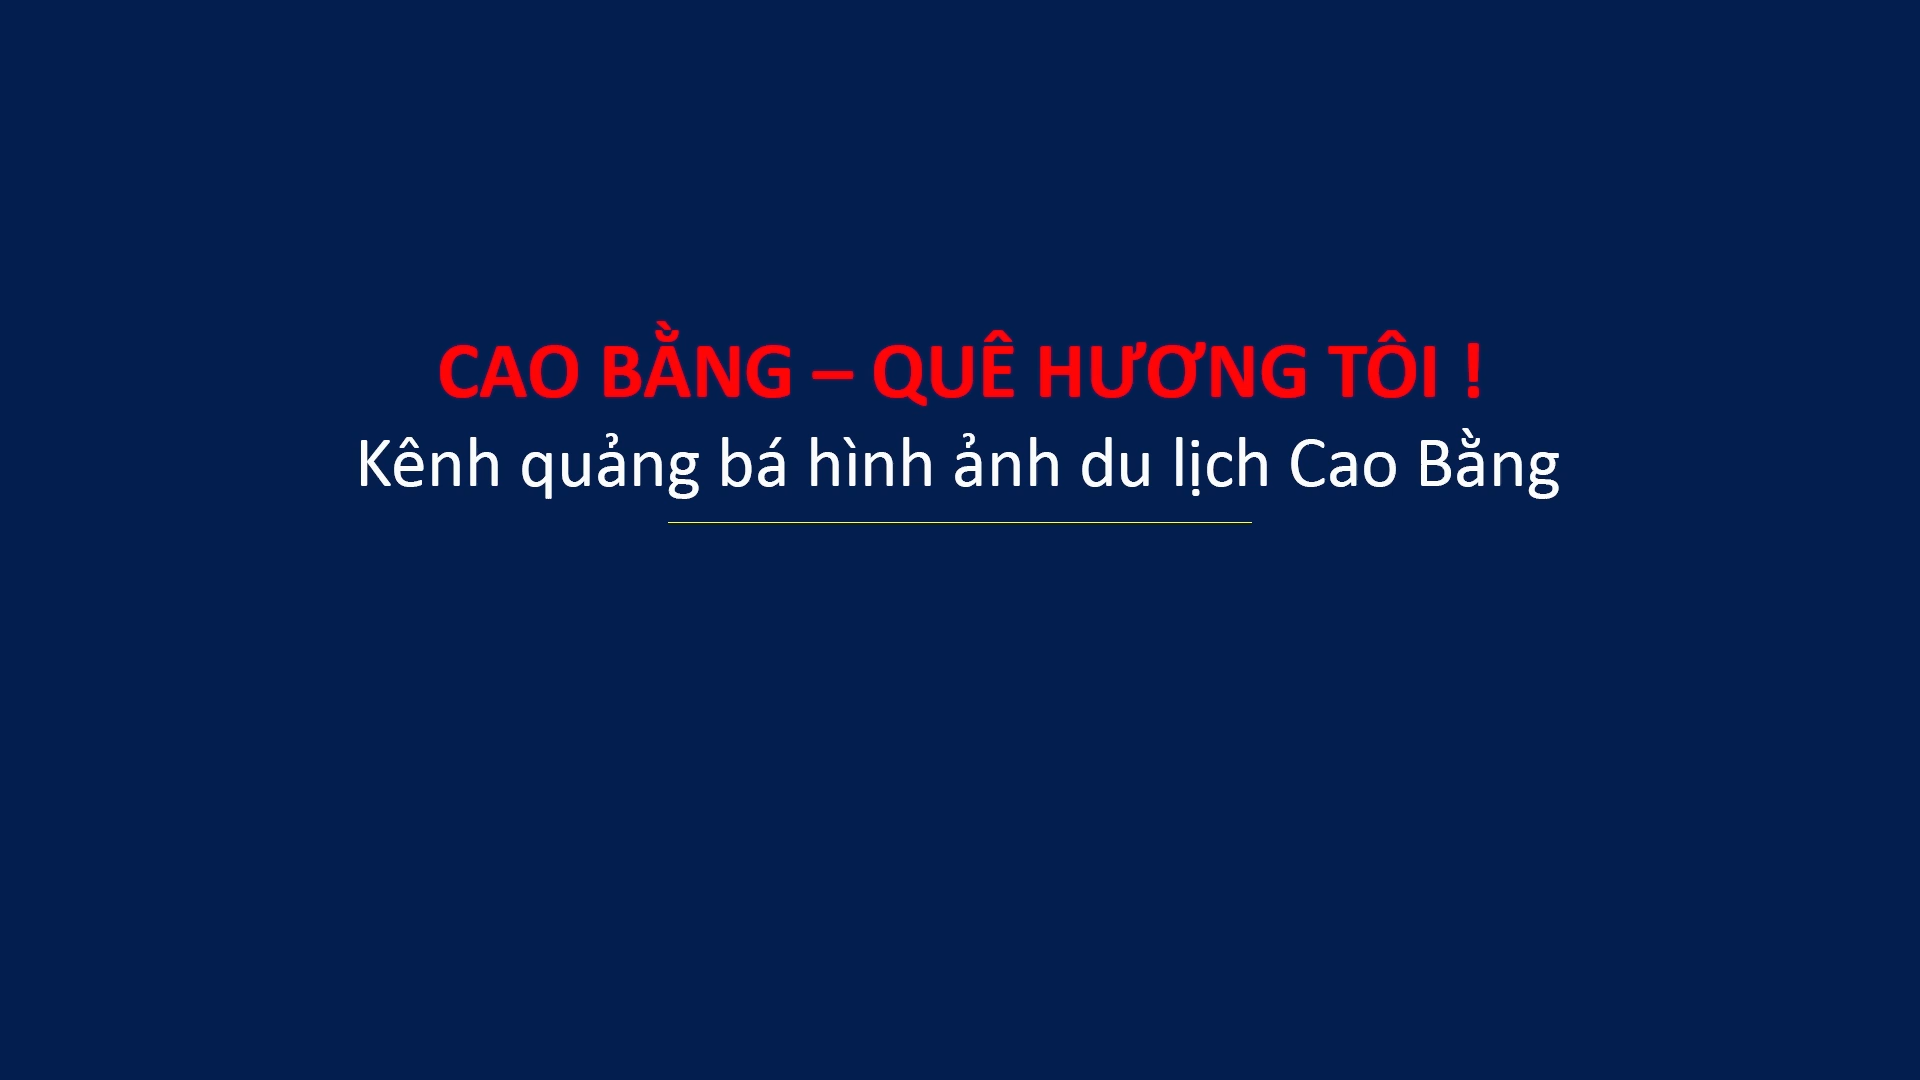 CAO BẰNG – QUÊ HƯƠNG TÔI !
Kênh quảng bá hình ảnh du lịch Cao Bằng